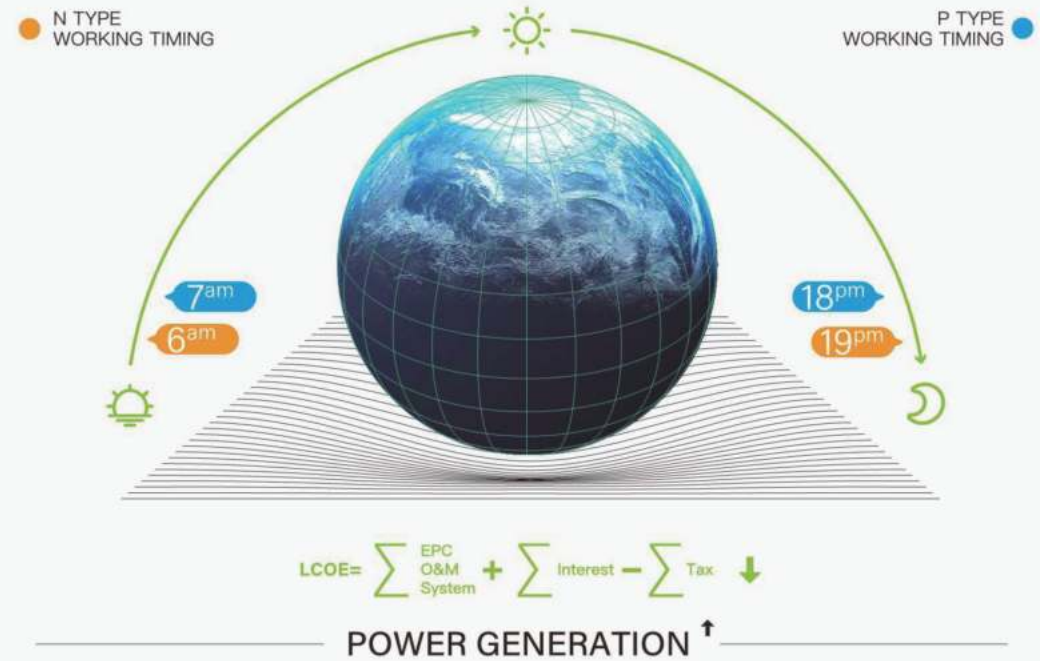 N TYPE
WORKING TIMING
P TYPE
WORKING TIMING
7am
6am
18pm
19pm
LCOE= ∑ EPC O&M System + ∑ Interest − ∑ Tax ↓
POWER GENERATION ↑